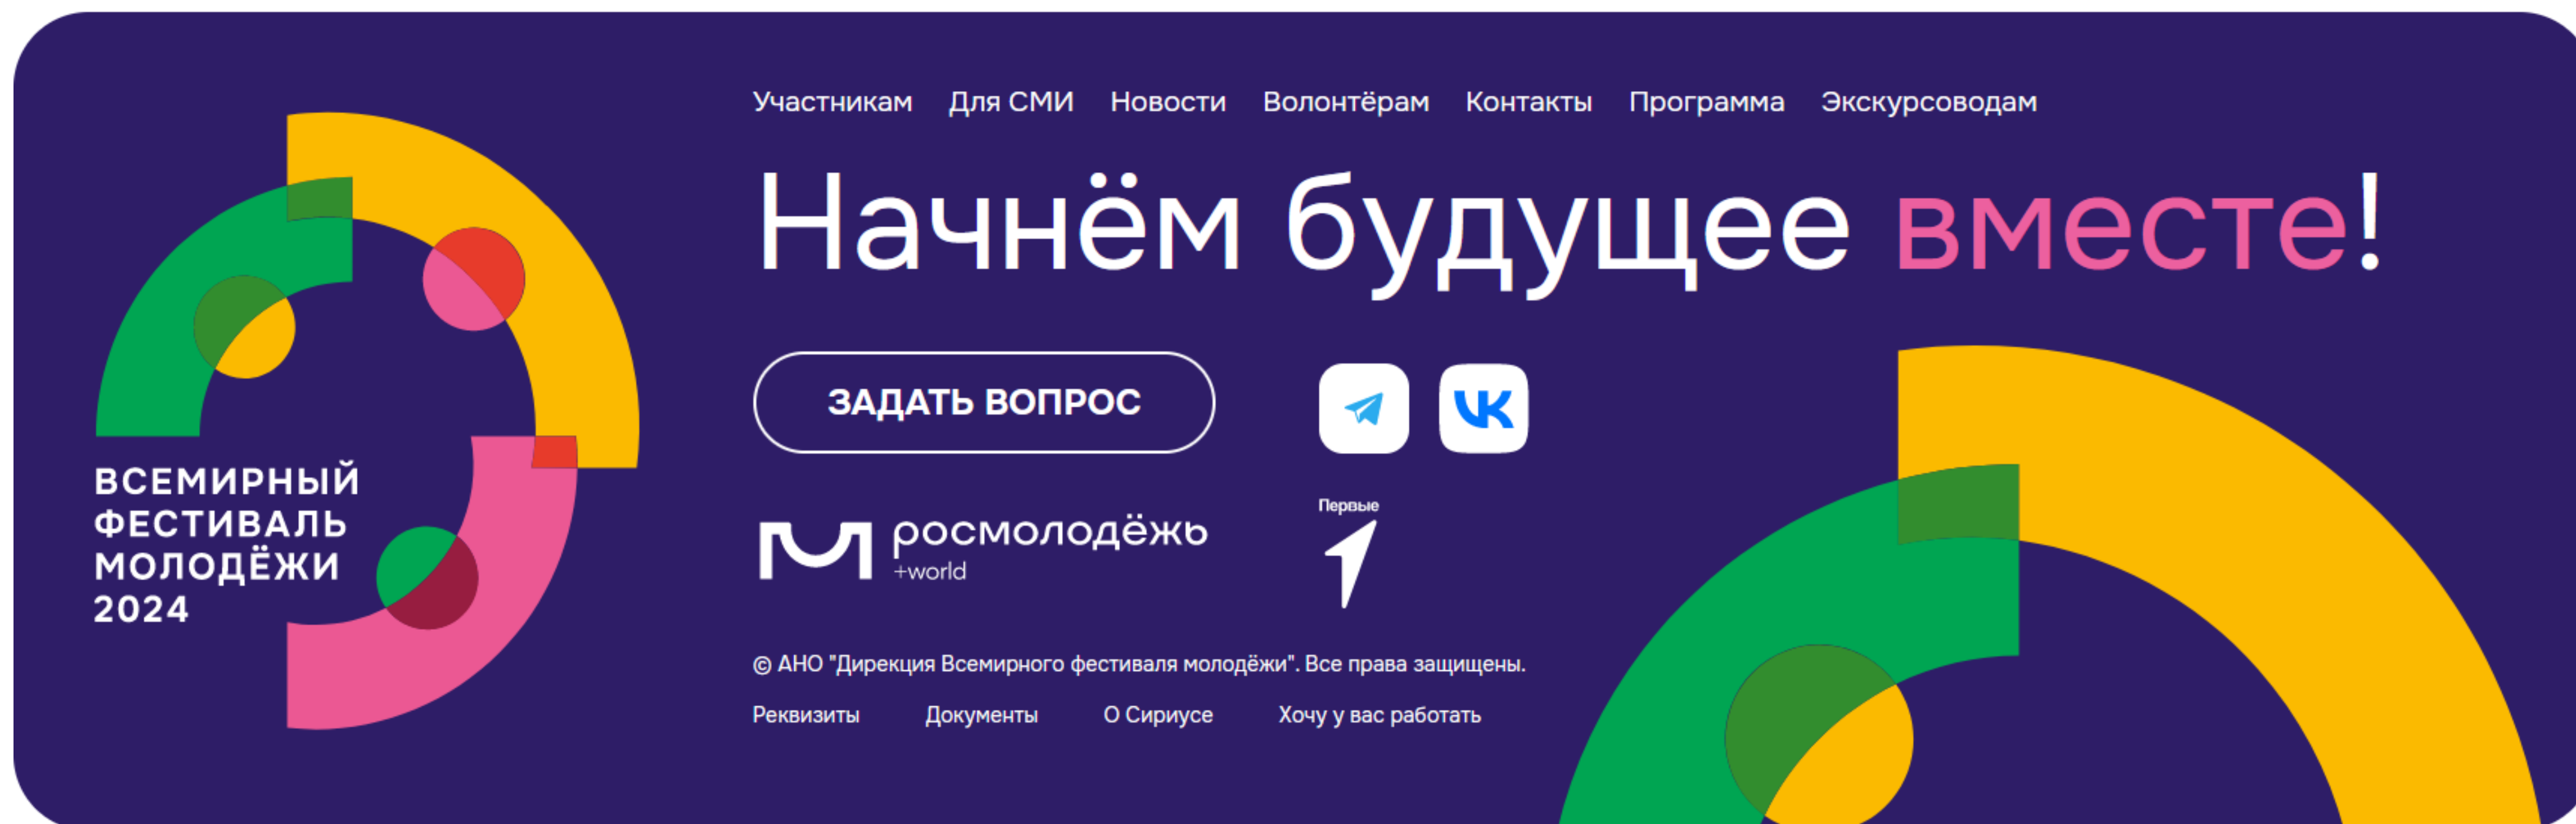 Участникам Для СМИ Новости Волонтёрам Контакты Программа Экскурсоводам
Начнём будущее вместе!
ЗАДАТЬ ВОПРОС
ВСЕМИРНЫЙ
ФЕСТИВАЛЬ
МОЛОДЁЖИ
2024
росмолодёжь
+world
Первые
© АНО "Дирекция Всемирного фестиваля молодёжи". Все права защищены.
Реквизиты Документы О Сириусе Хочу у вас работать